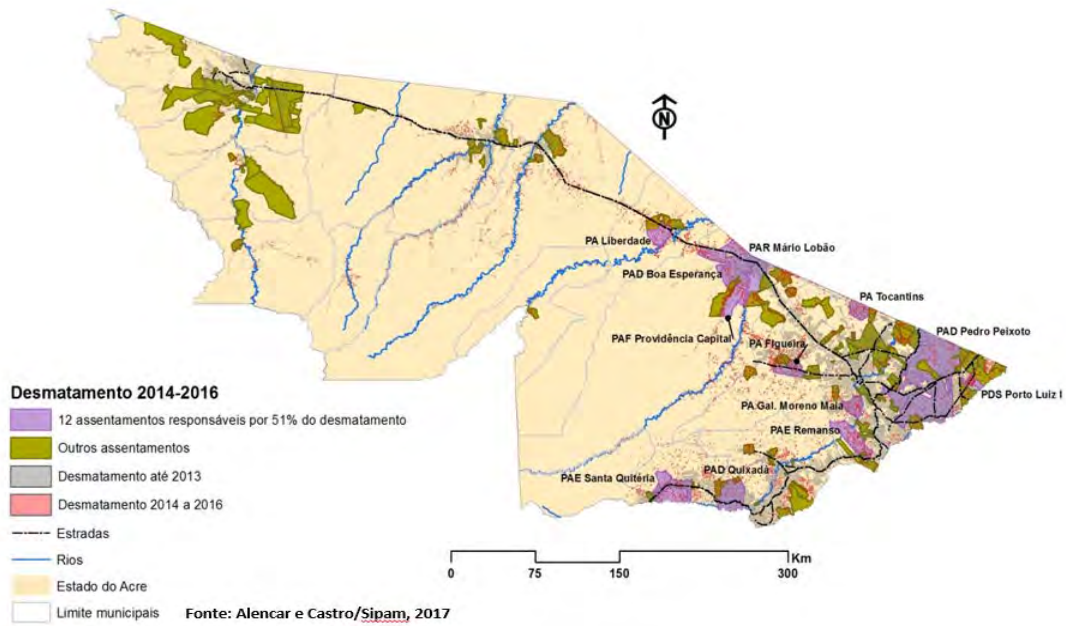 N
PA Liberdade
PAR Mário Lobão
PAD Boa Esperança
PA Tocantins
PAF Providência Capital
PA Figueira
PAD Pedro Peixoto
PDS Porto Luiz I
PA Gal. Moreno Maia
PAE Remanso
PAE Santa Quitéria
PAD Quixadá
Desmatamento 2014-2016
12 assentamentos responsáveis por 51% do desmatamento
Outros assentamentos
Desmatamento até 2013
Desmatamento 2014 a 2016
Estradas
Rios
Estado do Acre
Limite municipais
Fonte: Alencar e Castro/Sipam, 2017
Km
0 75 150 300